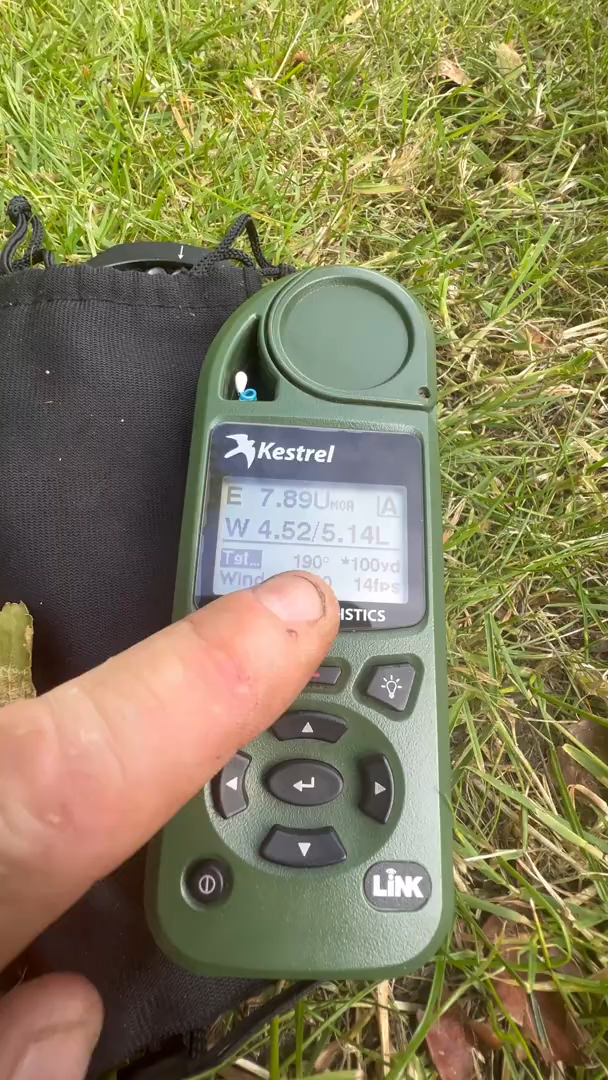 Kestrel
E 7.89U MOA A
W 4.52/5.14L
Tgt... 190° *100yd
Wind 14fps
ISTICS
LiNK